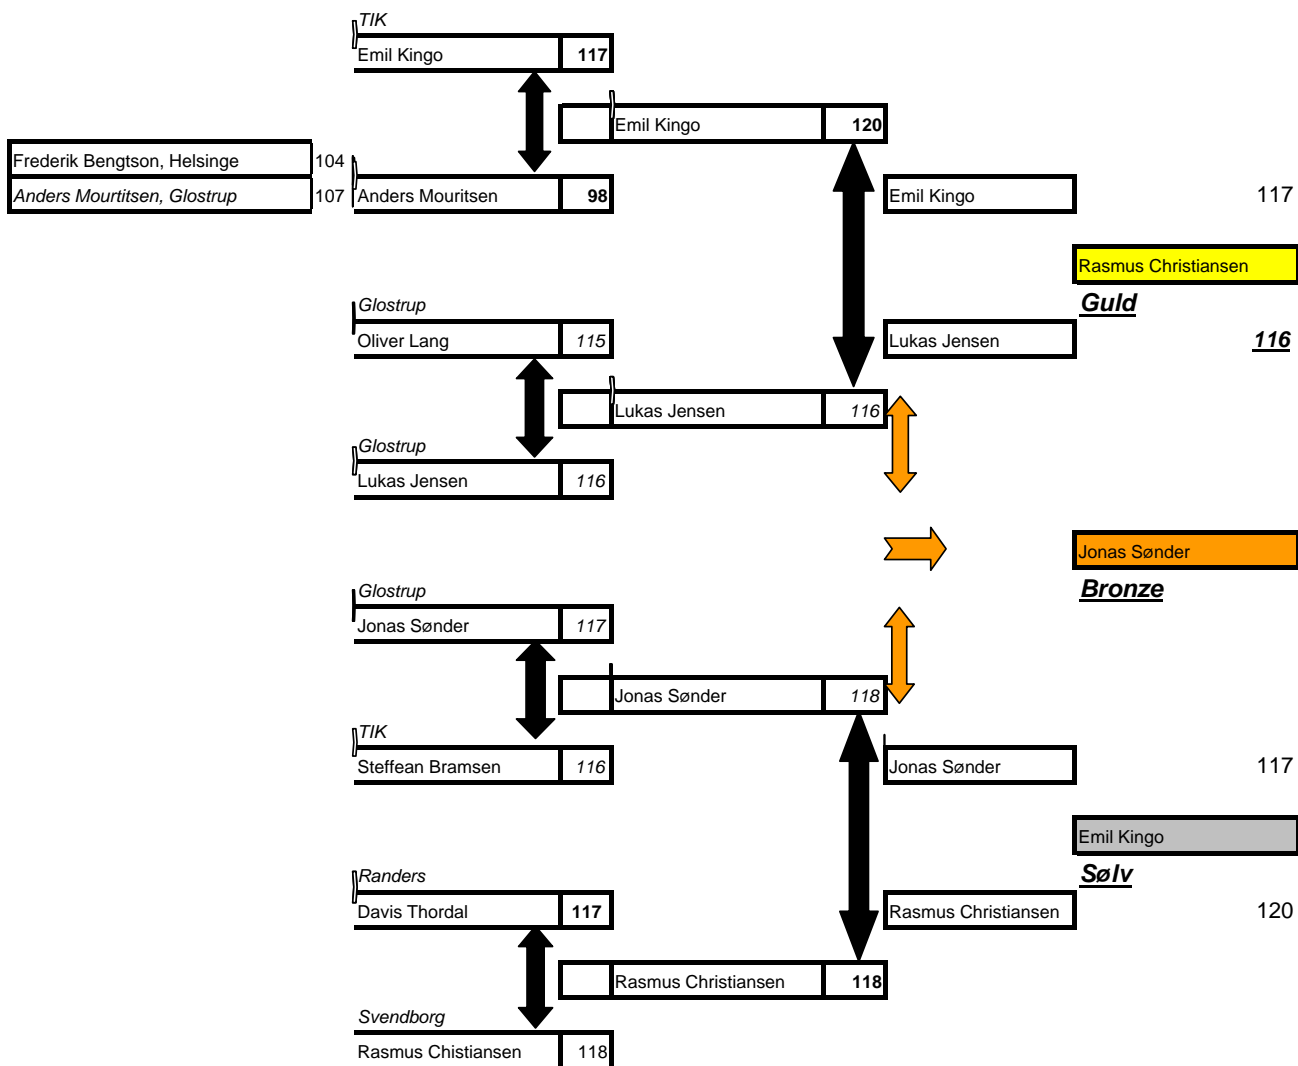 TIK
Emil Kingo 117
Emil Kingo 120
Frederik Bengtson, Helsinge 104
Anders Mourtitsen, Glostrup 107 Anders Mouritsen 98 Emil Kingo 117
Rasmus Christiansen
Glostrup Guld
Oliver Lang 115 Lukas Jensen 116
Lukas Jensen 116
Glostrup
Lukas Jensen 116
Jonas Sønder
Glostrup Bronze
Jonas Sønder 117
Jonas Sønder 118
TIK
Steffean Bramsen 116 Jonas Sønder 117
Emil Kingo
Randers Sølv
Davis Thordal 117 Rasmus Christiansen 120
Rasmus Christiansen 118
Svendborg
Rasmus Chistiansen 118